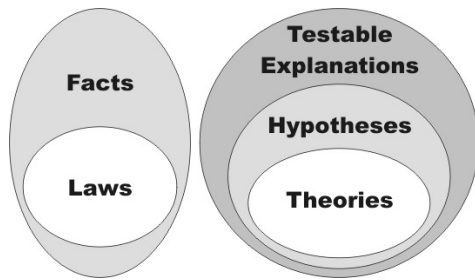 Facts
Laws
Testable
Explanations
Hypotheses
Theories